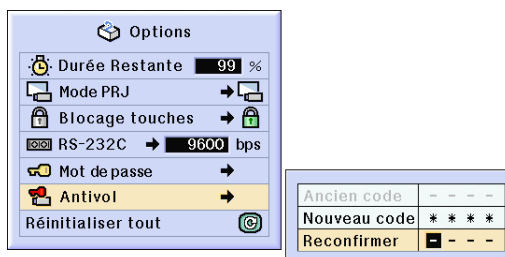 Options
Durée Restante 99 %
Mode PRJ
Blocage touches
RS-232C 9600 bps
Mot de passe
Antivol
Réinitialiser tout
Ancien code - - - -
Nouveau code * * * *
Reconfirmer - - - -